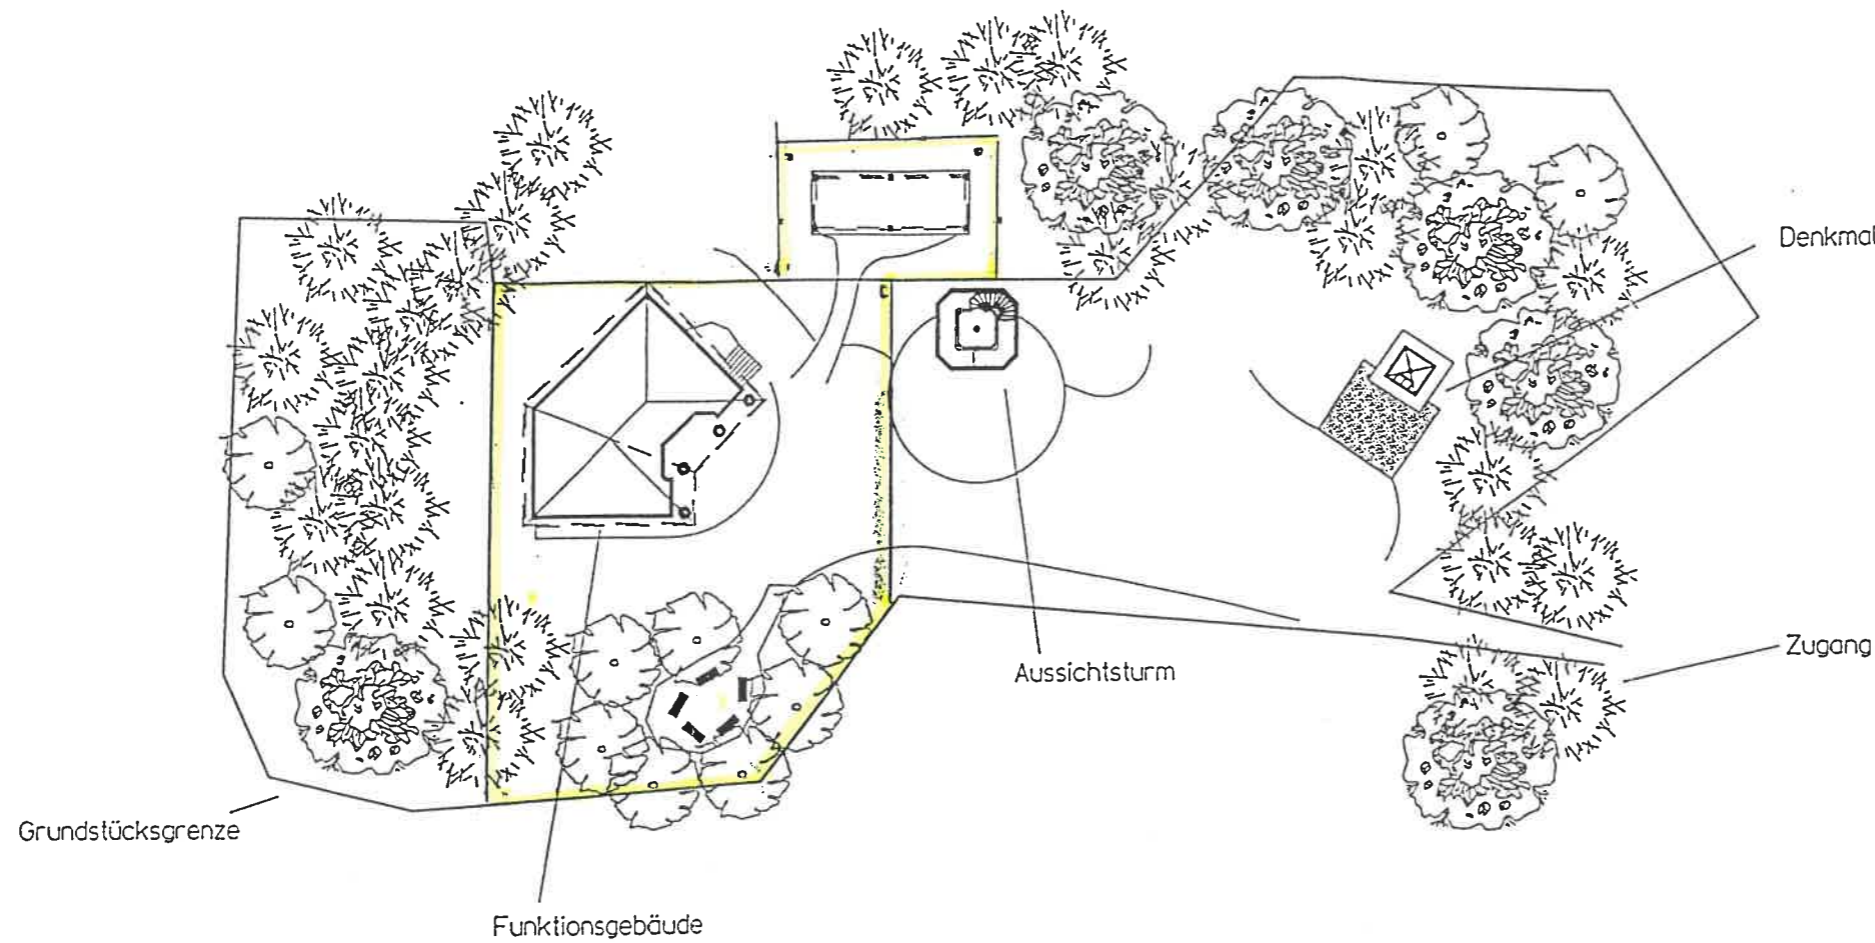 Denkmal
Zugang
Aussichtsturm
Grundstücksgrenze
Funktionsgebäude